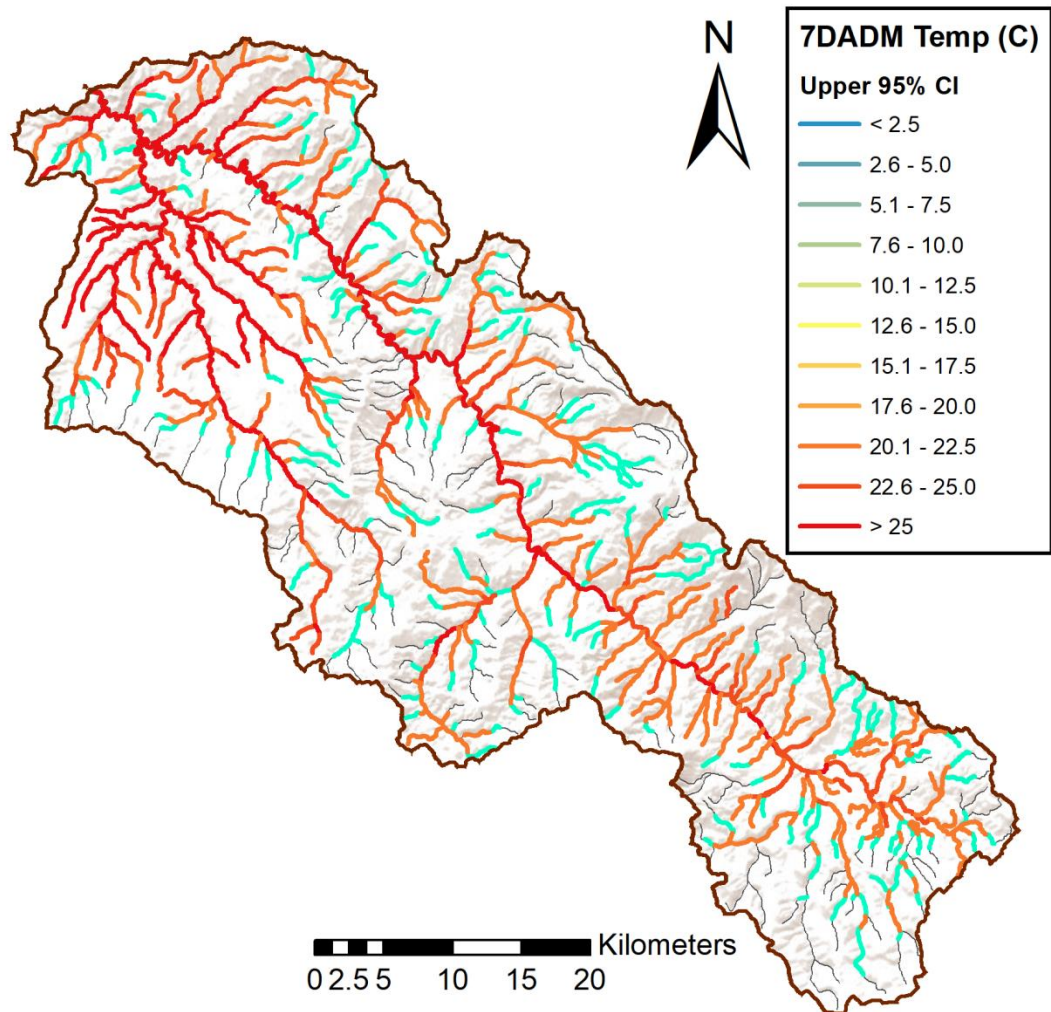 N
7DADM Temp (C)
Upper 95% CI
< 2.5
2.6 - 5.0
5.1 - 7.5
7.6 - 10.0
10.1 - 12.5
12.6 - 15.0
15.1 - 17.5
17.6 - 20.0
20.1 - 22.5
22.6 - 25.0
> 25
Kilometers
0 2.5 5 10 15 20